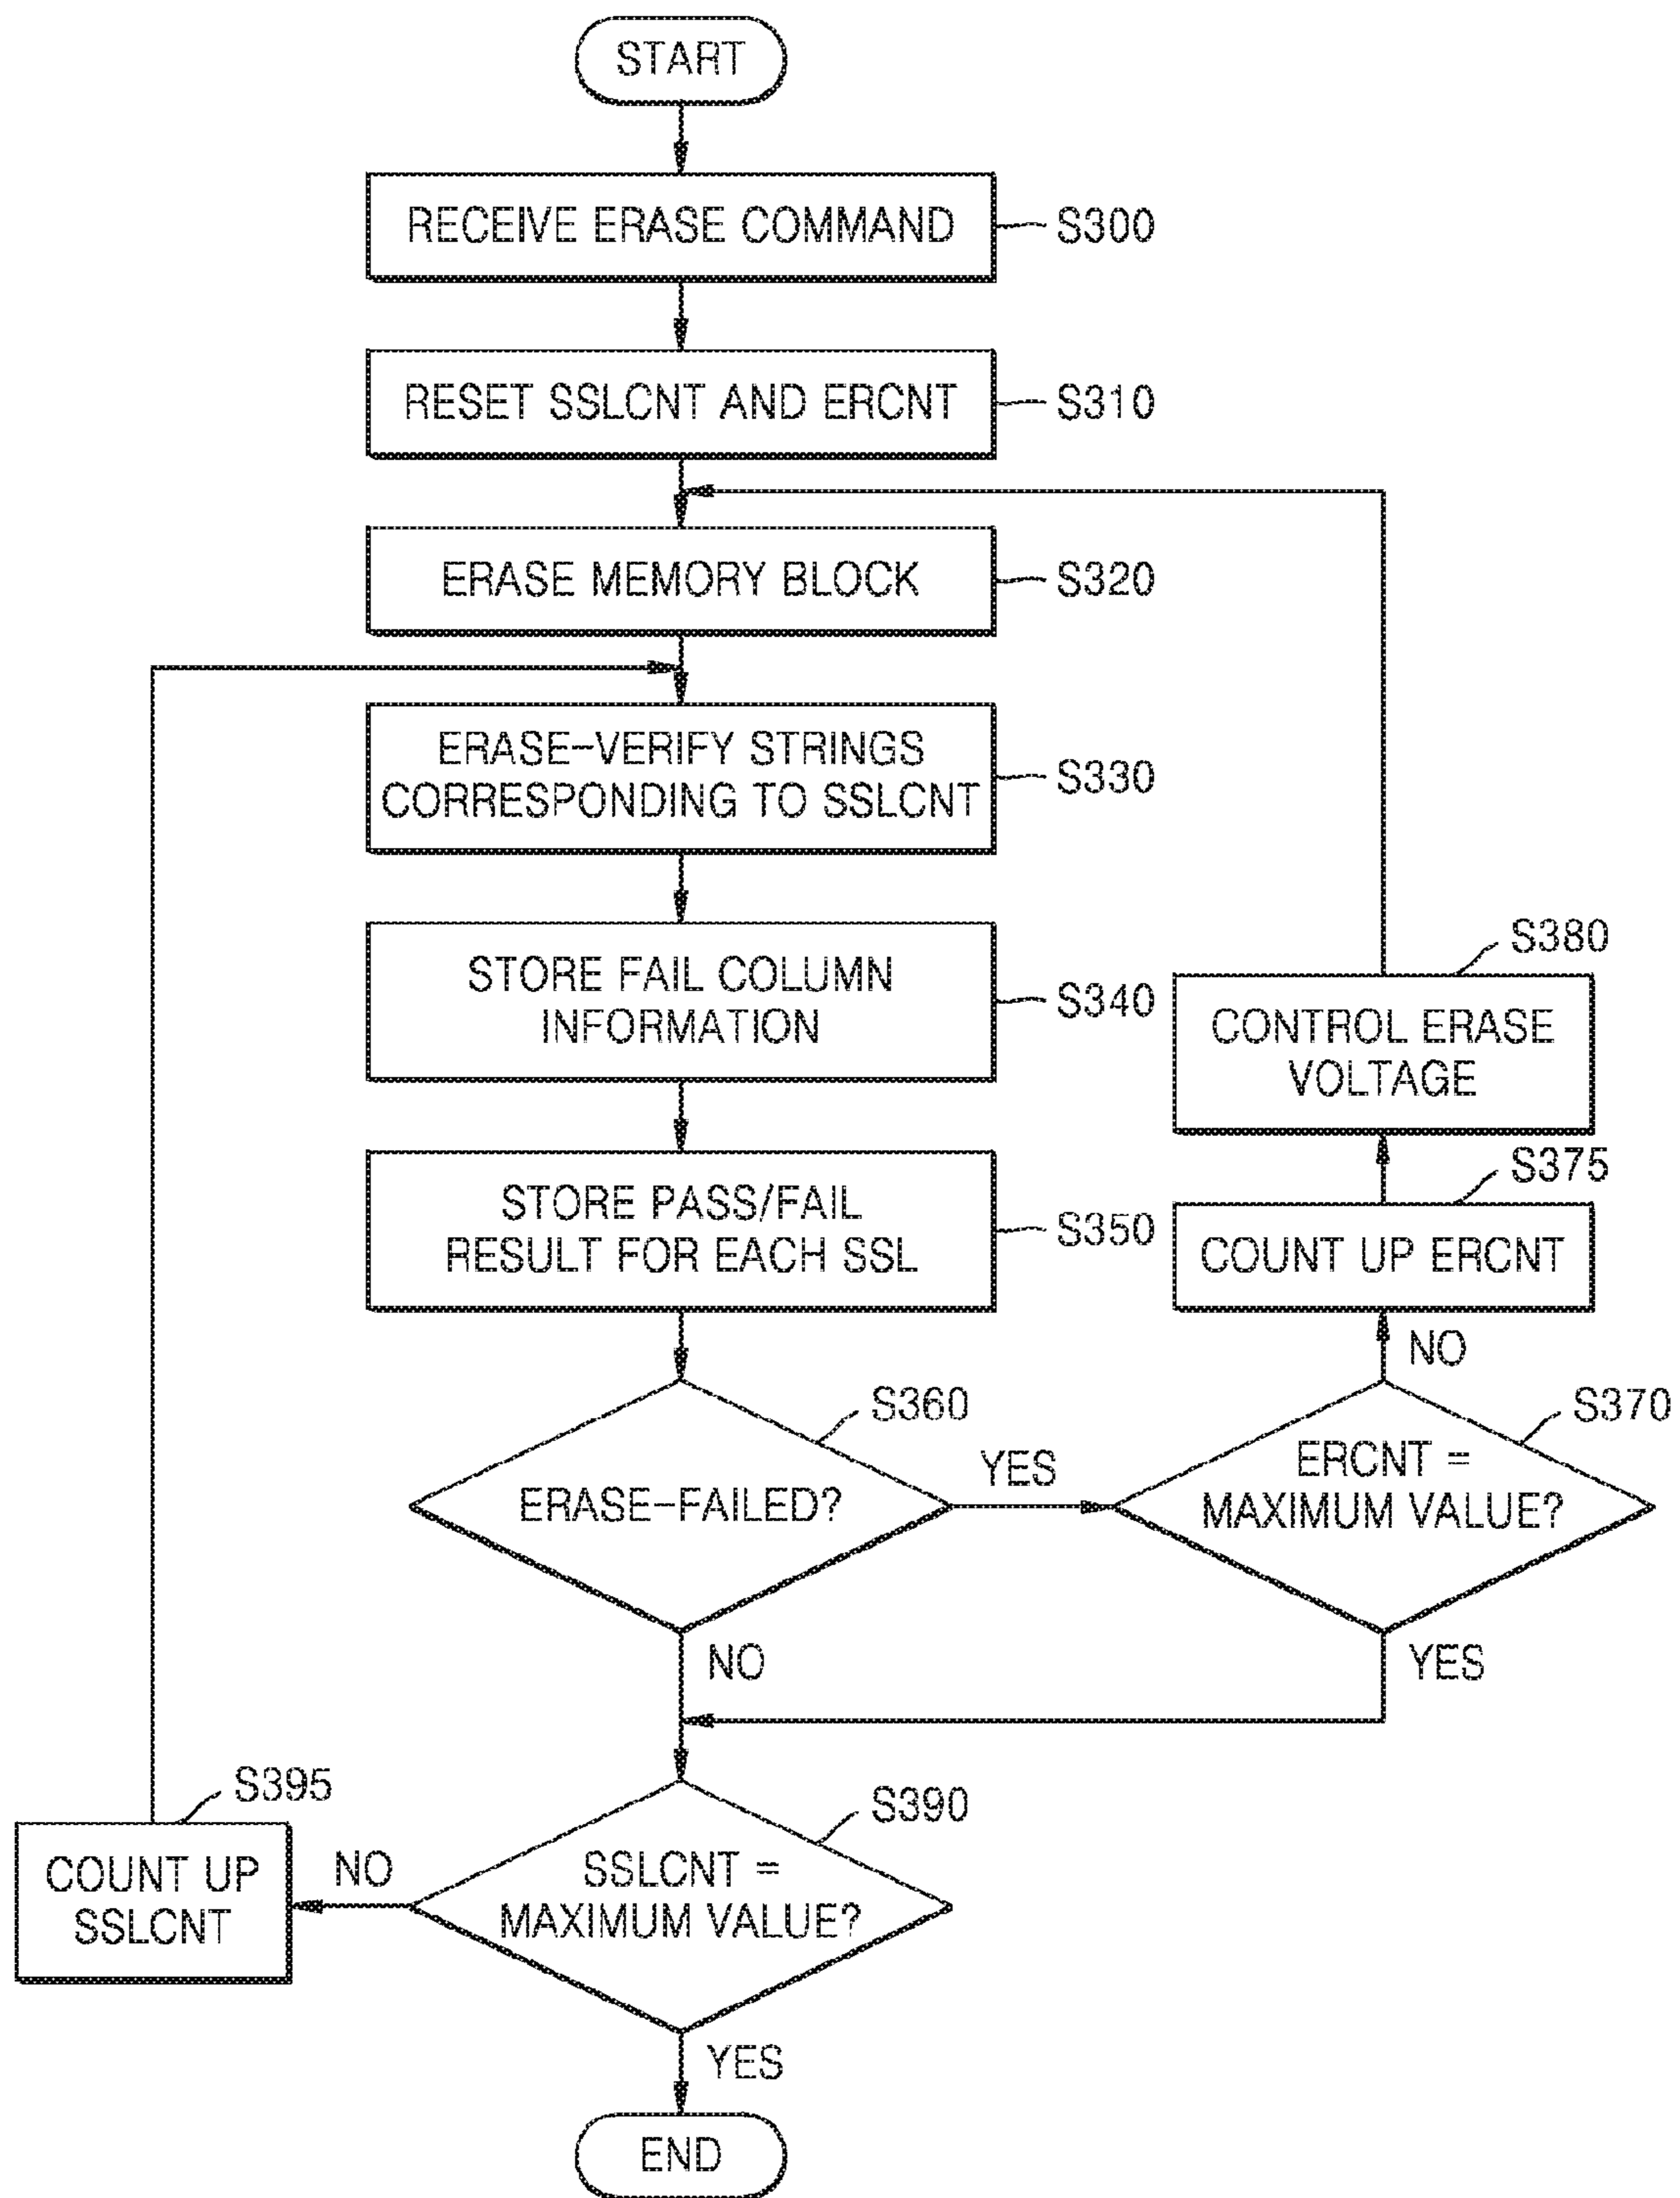 START
RECEIVE ERASE COMMAND
S300
RESET SSLCNT AND ERCNT
S310
ERASE MEMORY BLOCK
S320
ERASE-VERIFY STRINGS
CORRESPONDING TO SSLCNT
S330
STORE FAIL COLUMN
INFORMATION
S340
S380
CONTROL ERASE
VOLTAGE
STORE PASS/FAIL
RESULT FOR EACH SSL
S350
S375
COUNT UP ERCNT
NO
S360
ERASE-FAILED?
YES
S370
ERCNT =
MAXIMUM VALUE?
NO
YES
S395
COUNT UP
SSLCNT
NO
S390
SSLCNT =
MAXIMUM VALUE?
YES
END